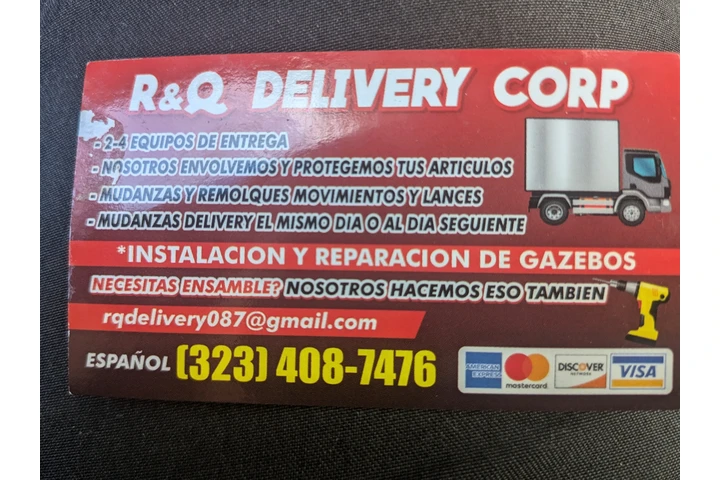 R&Q DELIVERY CORP
- 2-4 EQUIPOS DE ENTREGA
- NOSOTROS ENVOLVEMOS Y PROTEGEMOS TUS ARTICULOS
- MUDANZAS Y REMOLQUES MOVIMIENTOS Y LANCES
- MUDANZAS DELIVERY EL MISMO DIA O AL DIA SEGUIENTE
*INSTALACION Y REPARACION DE GAZEBOS
NECESITAS ENSAMBLE? NOSOTROS HACEMOS ESO TAMBIEN
rqdelivery087@gmail.com
ESPAÑOL (323) 408-7476
AMERICAN EXPRESS
mastercard
DISCOVER NETWORK
VISA